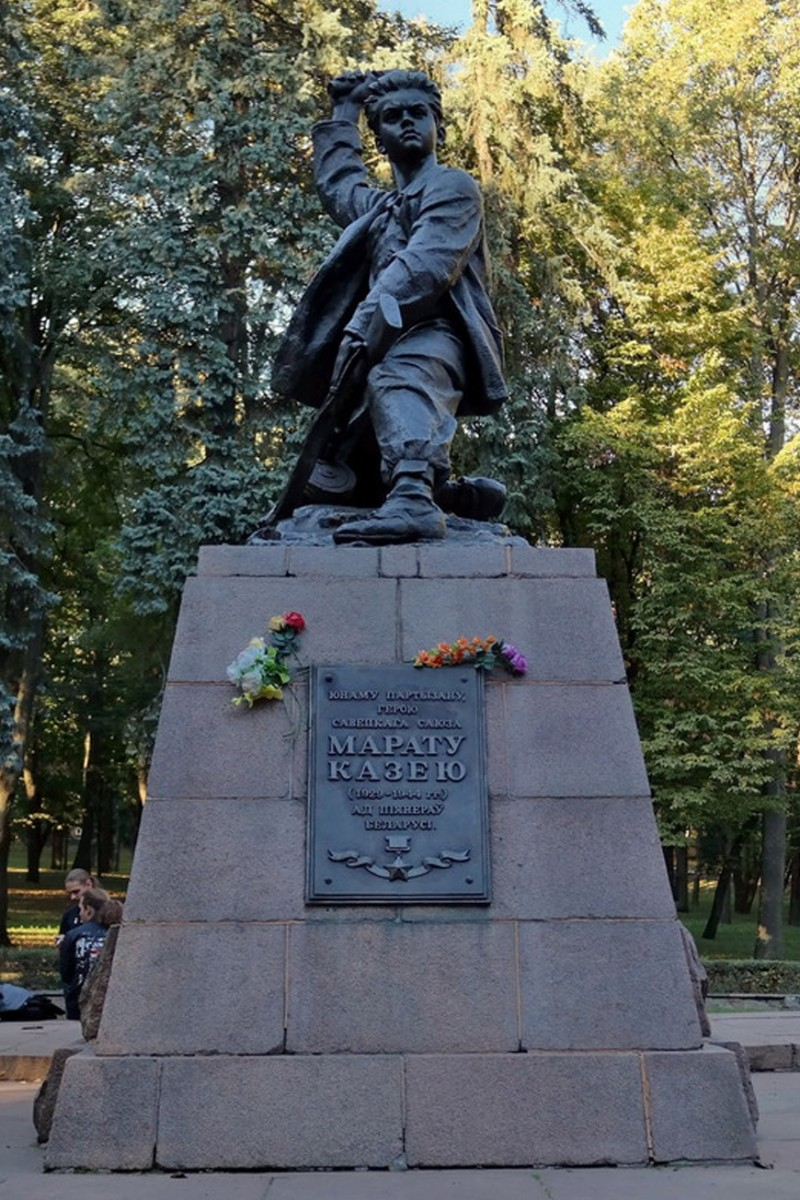 ЮНАМУ ПАРТЫЗАНУ,
ГЕРОЮ
САВЕЦКАГА САЮЗА
МАРАТУ
КАЗЕЮ
(1929-1944 гг.)
АД ПІЯНЕРАЎ
БЕЛАРУСІ.